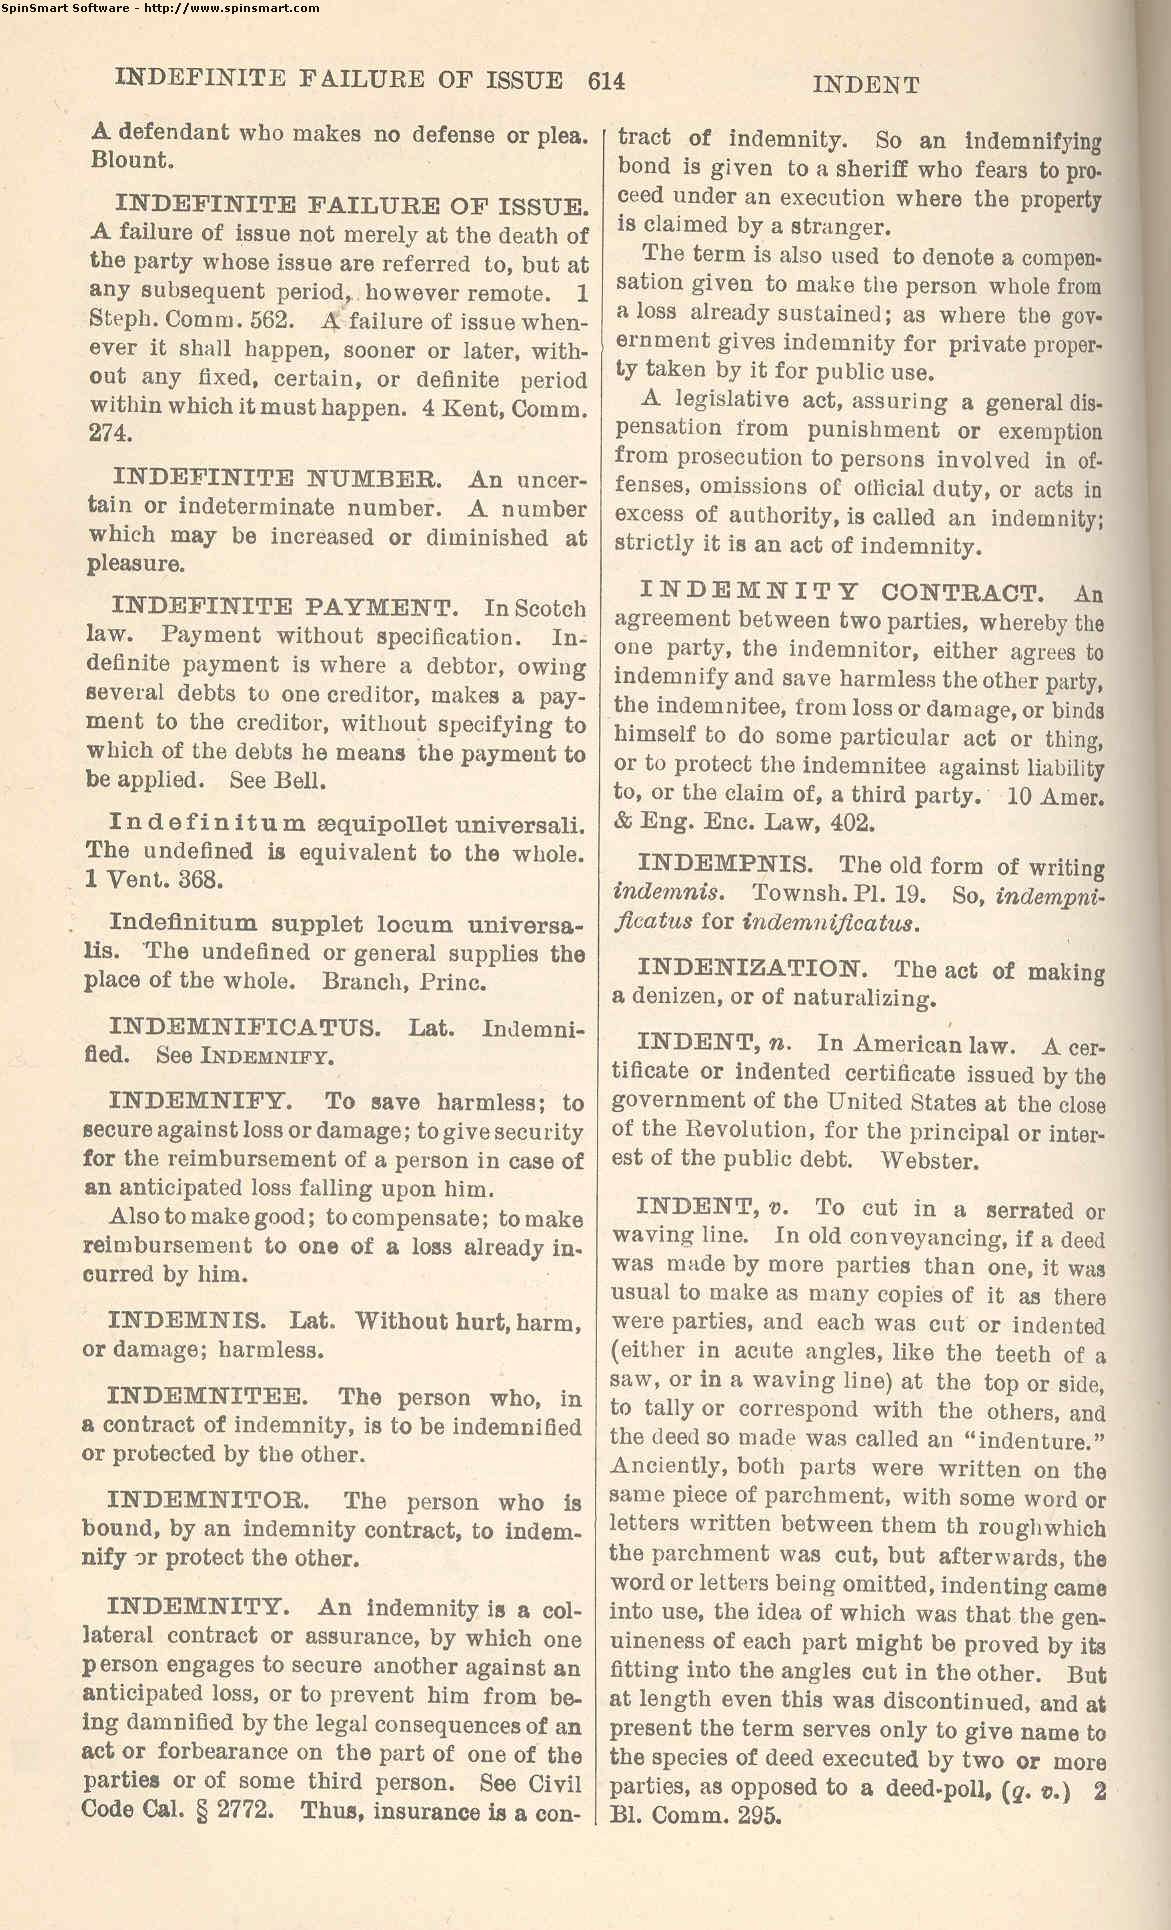 SpinSmart Software - http://www.spinsmart.com
INDEFINITE FAILURE OF ISSUE 614 INDENT
A defendant who makes no defense or plea.
Blount.
INDEFINITE FAILURE OF ISSUE.
A failure of issue not merely at the death of
the party whose issue are referred to, but at
any subsequent period, however remote. 1
Steph. Comm. 562. A failure of issue when-
ever it shall happen, sooner or later, with-
out any fixed, certain, or definite period
within which it must happen. 4 Kent, Comm.
274.
INDEFINITE NUMBER. An uncer-
tain or indeterminate number. A number
which may be increased or diminished at
pleasure.
INDEFINITE PAYMENT. In Scotch
law. Payment without specification. In-
definite payment is where a debtor, owing
several debts to one creditor, makes a pay-
ment to the creditor, without specifying to
which of the debts he means the payment to
be applied. See Bell.
Indefinitum æquipollet universali.
The undefined is equivalent to the whole.
1 Vent. 368.
Indefinitum supplet locum universa-
lis. The undefined or general supplies the
place of the whole. Branch, Princ.
INDEMNIFICATUS. Lat. Indemni-
fied. See INDEMNIFY.
INDEMNIFY. To save harmless; to
secure against loss or damage; to give security
for the reimbursement of a person in case of
an anticipated loss falling upon him.
Also to make good; to compensate; to make
reimbursement to one of a loss already in-
curred by him.
INDEMNIS. Lat. Without hurt, harm,
or damage; harmless.
INDEMNITEE. The person who, in
a contract of indemnity, is to be indemnified
or protected by the other.
INDEMNITOR. The person who is
bound, by an indemnity contract, to indem-
nify or protect the other.
INDEMNITY. An indemnity is a col-
lateral contract or assurance, by which one
person engages to secure another against an
anticipated loss, or to prevent him from be-
ing damnified by the legal consequences of an
act or forbearance on the part of one of the
parties or of some third person. See Civil
Code Cal. § 2772. Thus, insurance is a con-
tract of indemnity. So an indemnifying
bond is given to a sheriff who fears to pro-
ceed under an execution where the property
is claimed by a stranger.
The term is also used to denote a compen-
sation given to make the person whole from
a loss already sustained; as where the gov-
ernment gives indemnity for private proper-
ty taken by it for public use.
A legislative act, assuring a general dis-
pensation from punishment or exemption
from prosecution to persons involved in of-
fenses, omissions of official duty, or acts in
excess of authority, is called an indemnity;
strictly it is an act of indemnity.
INDEMNITY CONTRACT. An
agreement between two parties, whereby the
one party, the indemnitor, either agrees to
indemnify and save harmless the other party,
the indemnitee, from loss or damage, or binds
himself to do some particular act or thing,
or to protect the indemnitee against liability
to, or the claim of, a third party. 10 Amer.
& Eng. Enc. Law, 402.
INDEMPNIS. The old form of writing
indemnis. Townsh. Pl. 19. So, indempni-
ficatus for indemnificatus.
INDENIZATION. The act of making
a denizen, or of naturalizing.
INDENT, n. In American law. A cer-
tificate or indented certificate issued by the
government of the United States at the close
of the Revolution, for the principal or inter-
est of the public debt. Webster.
INDENT, v. To cut in a serrated or
waving line. In old conveyancing, if a deed
was made by more parties than one, it was
usual to make as many copies of it as there
were parties, and each was cut or indented
(either in acute angles, like the teeth of a
saw, or in a waving line) at the top or side,
to tally or correspond with the others, and
the deed so made was called an “indenture.”
Anciently, both parts were written on the
same piece of parchment, with some word or
letters written between them th rough which
the parchment was cut, but afterwards, the
word or letters being omitted, indenting came
into use, the idea of which was that the gen-
uineness of each part might be proved by its
fitting into the angles cut in the other. But
at length even this was discontinued, and at
present the term serves only to give name to
the species of deed executed by two or more
parties, as opposed to a deed-poll, (q. v.) 2
Bl. Comm. 295.